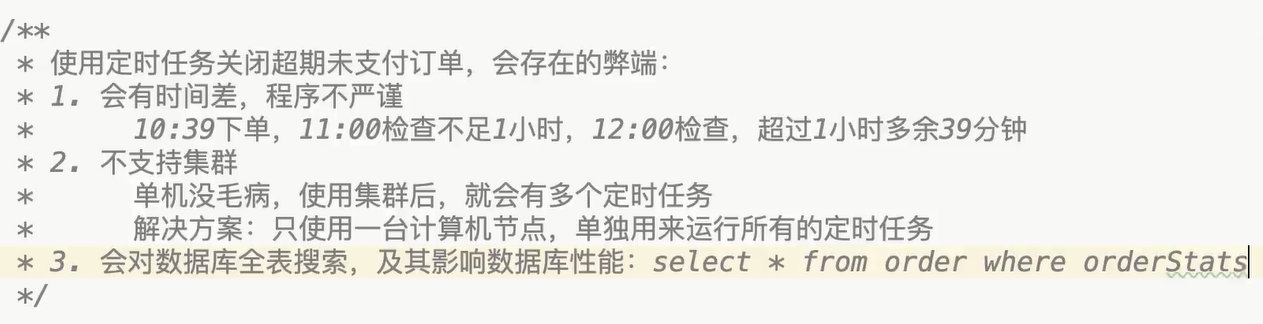 /**
* 使用定时任务关闭超期未支付订单，会存在的弊端：
* 1. 会有时间差，程序不严谨
* 10:39下单，11:00检查不足1小时，12:00检查，超过1小时多余39分钟
* 2. 不支持集群
* 单机没毛病，使用集群后，就会有多个定时任务
* 解决方案：只使用一台计算机节点，单独用来运行所有的定时任务
* 3. 会对数据库全表搜索，及其影响数据库性能：select * from order where orderStats
*/